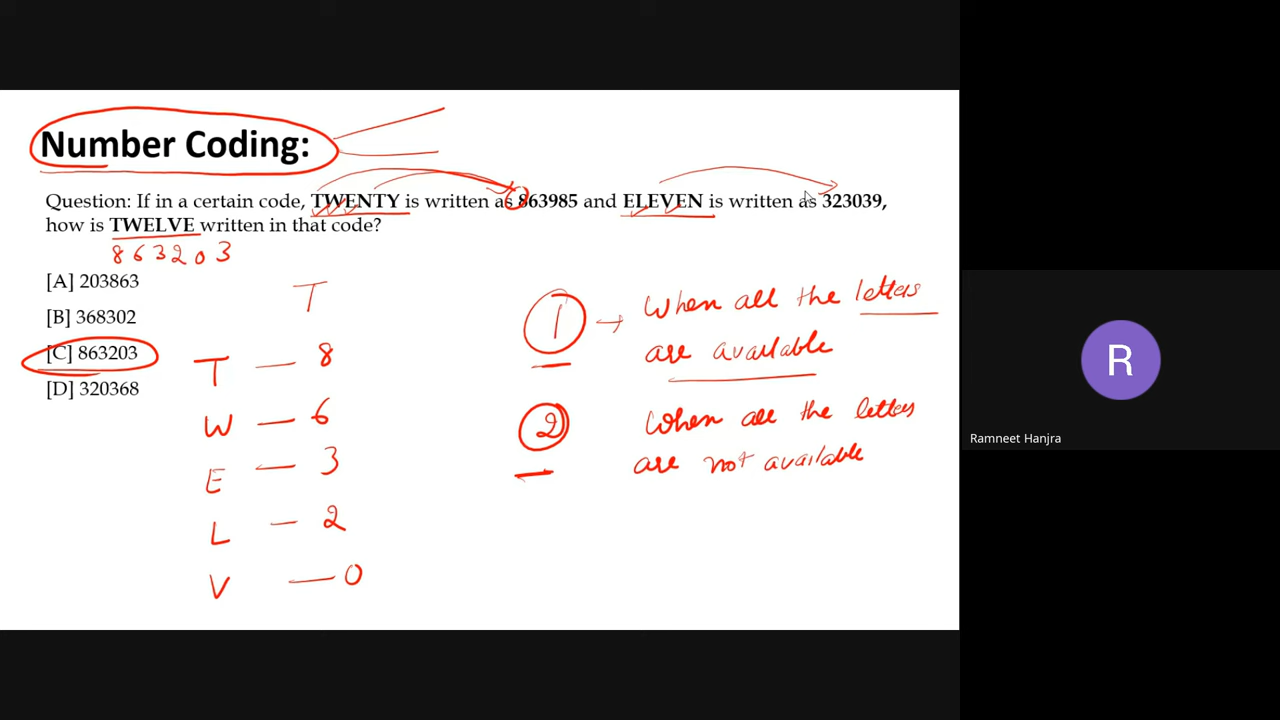 Number Coding:
Question: If in a certain code, TWENTY is written as 863985 and ELEVEN is written as 323039,
how is TWELVE written in that code?
863203
[A] 203863
[B] 368302
[C] 863203
[D] 320368
T
T — 8
W — 6
E — 3
L — 2
V — 0
1 → When all the letters
are available
2 When all the letters
are not available
R
Ramneet Hanjra